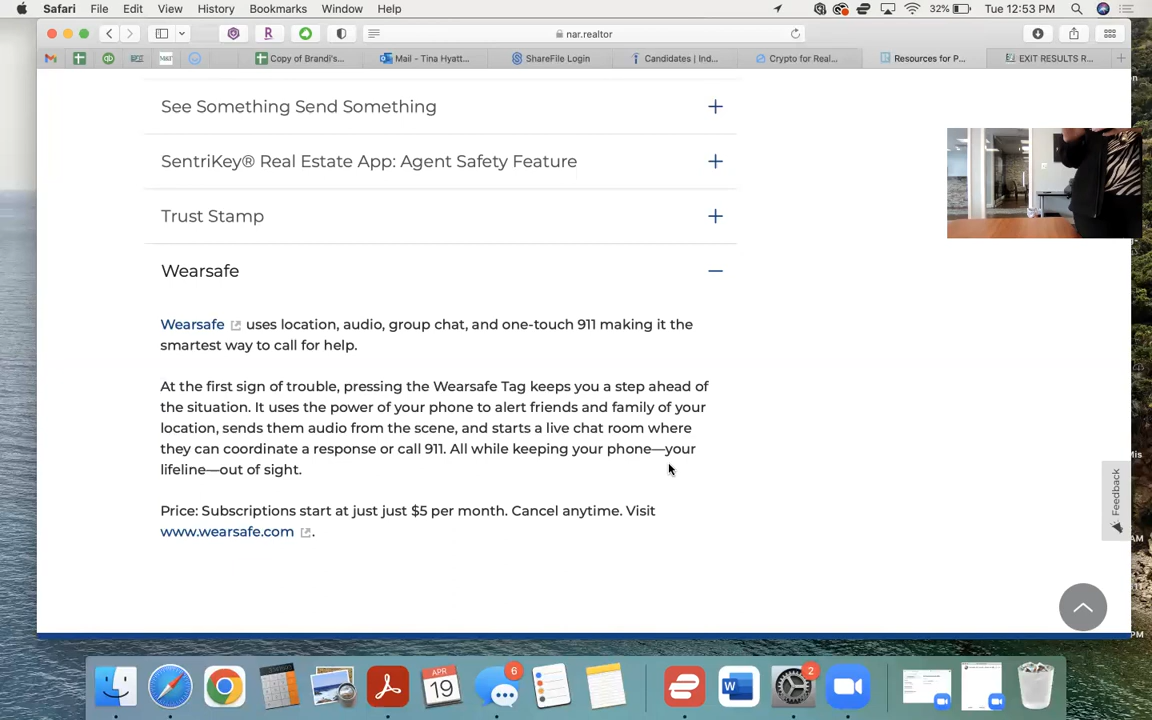 Safari File Edit View History Bookmarks Window Help 32% Tue 12:53 PM
nar.realtor
Copy of Brandi's... Mail - Tina Hyatt... ShareFile Login Candidates | Ind... Crypto for Real... Resources for P... EXIT RESULTS R...
See Something Send Something
SentriKey® Real Estate App: Agent Safety Feature
Trust Stamp
Wearsafe
Wearsafe uses location, audio, group chat, and one-touch 911 making it the
smartest way to call for help.
At the first sign of trouble, pressing the Wearsafe Tag keeps you a step ahead of
the situation. It uses the power of your phone to alert friends and family of your
location, sends them audio from the scene, and starts a live chat room where
they can coordinate a response or call 911. All while keeping your phone—your
lifeline—out of sight.
Price: Subscriptions start at just just $5 per month. Cancel anytime. Visit
www.wearsafe.com.
Feedback
APR
19
6
2